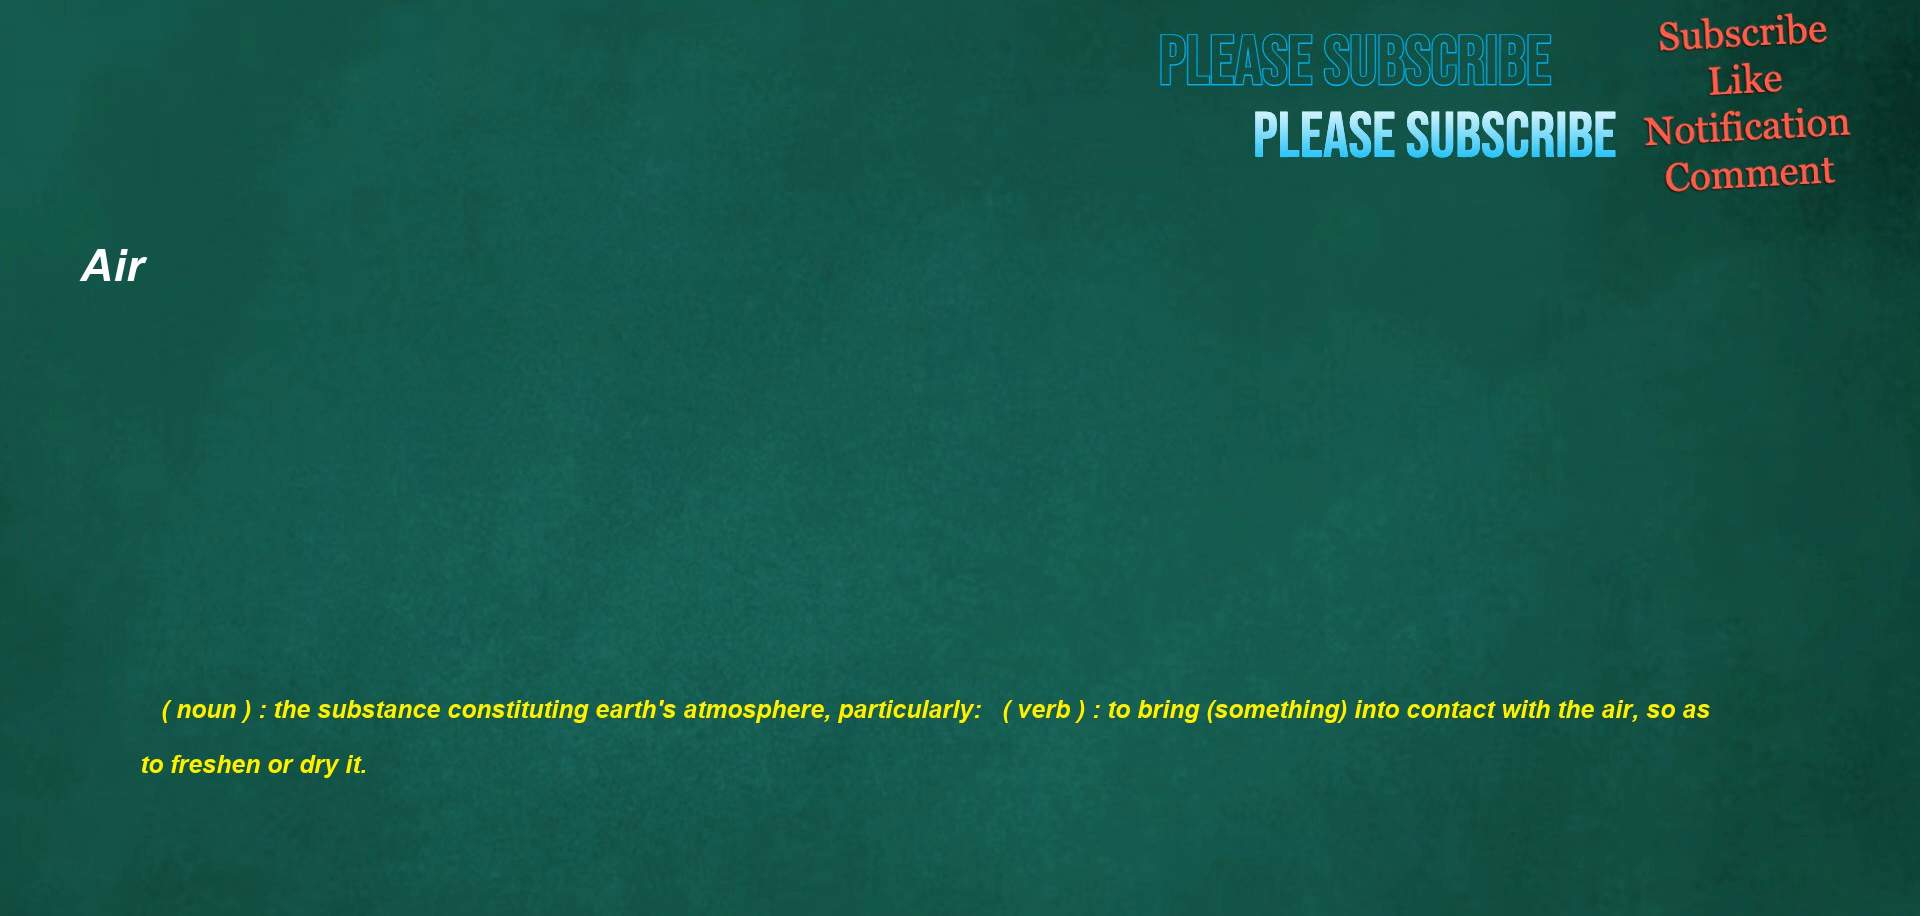 PLEASE SUBSCRIBE
PLEASE SUBSCRIBE
Subscribe
Like
Notification
Comment
Air
( noun ) : the substance constituting earth's atmosphere, particularly: ( verb ) : to bring (something) into contact with the air, so as
to freshen or dry it.